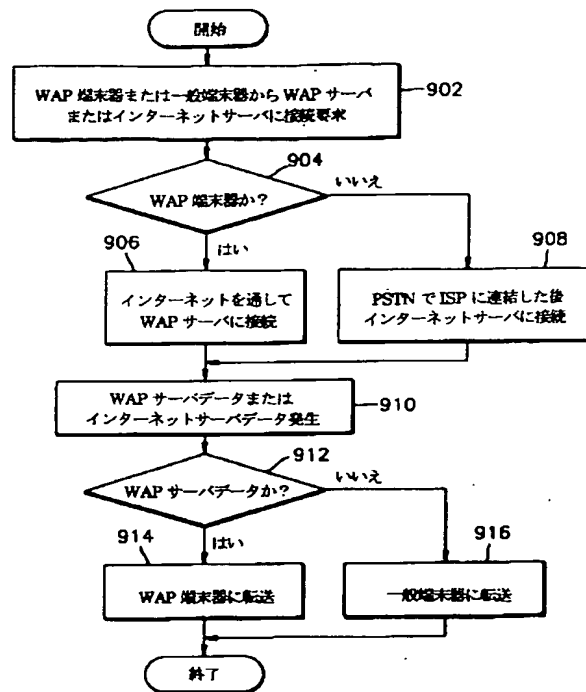 開始
WAP 端末器または一般端末器から WAP サーバ
またはインターネットサーバに接続要求
902
904
WAP 端末器か?
いいえ
906
はい
908
インターネットを通して
WAP サーバに接続
PSTN で ISP に連結した後
インターネットサーバに接続
WAP サーバデータまたは
インターネットサーバデータ発生
910
912
WAP サーバデータか?
いいえ
914
はい
916
WAP 端末器に転送
一般端末器に転送
終了